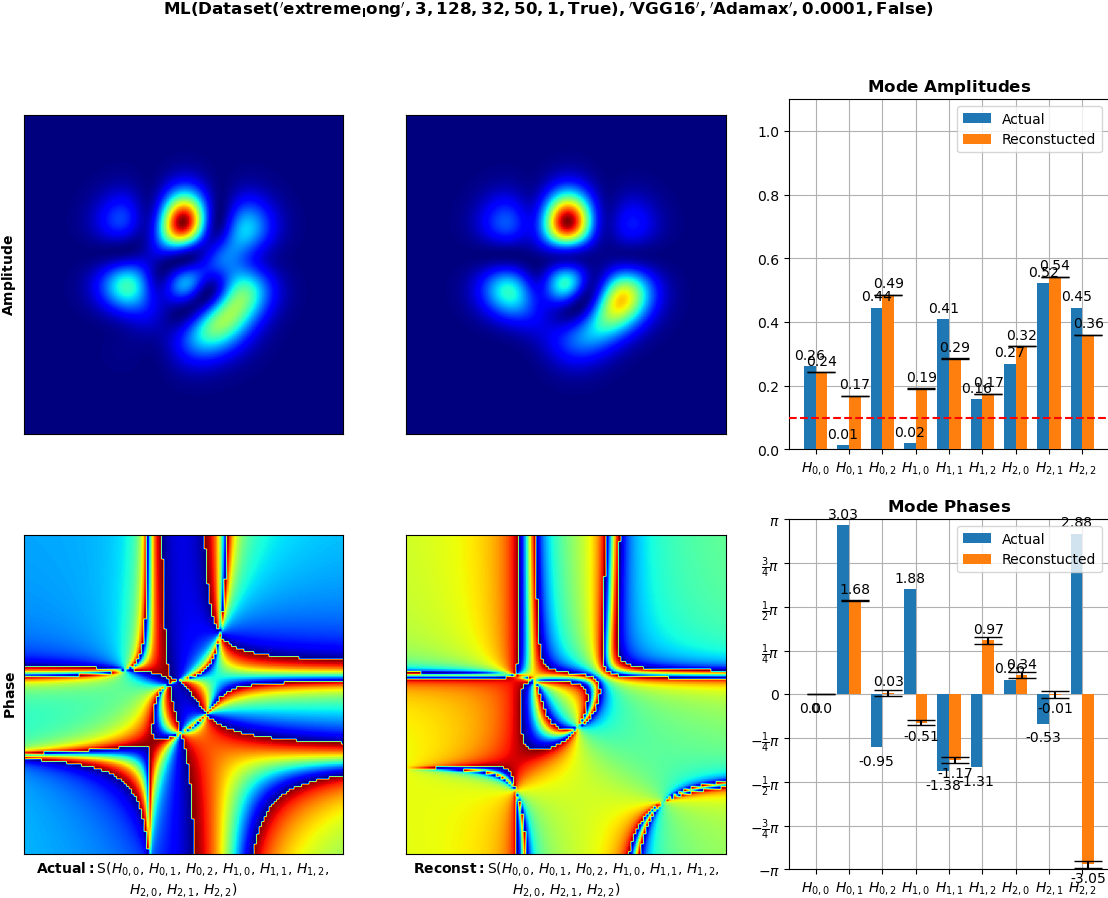 ML(Dataset('extreme_long', 3, 128, 32, 50, 1, True), 'VGG16', 'Adamax', 0.0001, False)
Mode Amplitudes
Actual
Reconstucted
1.0
0.8
0.6
0.4
0.2
0.0
0.26
0.24
0.01
0.17
0.44
0.49
0.02
0.19
0.41
0.29
0.16
0.17
0.27
0.32
0.52
0.54
0.45
0.36
H0,0 H0,1 H0,2 H1,0 H1,1 H1,2 H2,0 H2,1 H2,2
Amplitude
Mode Phases
Actual
Reconstucted
π
3/4π
1/2π
1/4π
0
−1/4π
−1/2π
−3/4π
−π
0.0
0.0
3.03
1.68
-0.95
0.03
1.88
-0.51
-1.38
-1.17
-1.31
0.97
0.26
0.34
-0.53
-0.01
2.88
-3.05
H0,0 H0,1 H0,2 H1,0 H1,1 H1,2 H2,0 H2,1 H2,2
Phase
Actual: S(H0,0, H0,1, H0,2, H1,0, H1,1, H1,2,
H2,0, H2,1, H2,2)
Reconst: S(H0,0, H0,1, H0,2, H1,0, H1,1, H1,2,
H2,0, H2,1, H2,2)